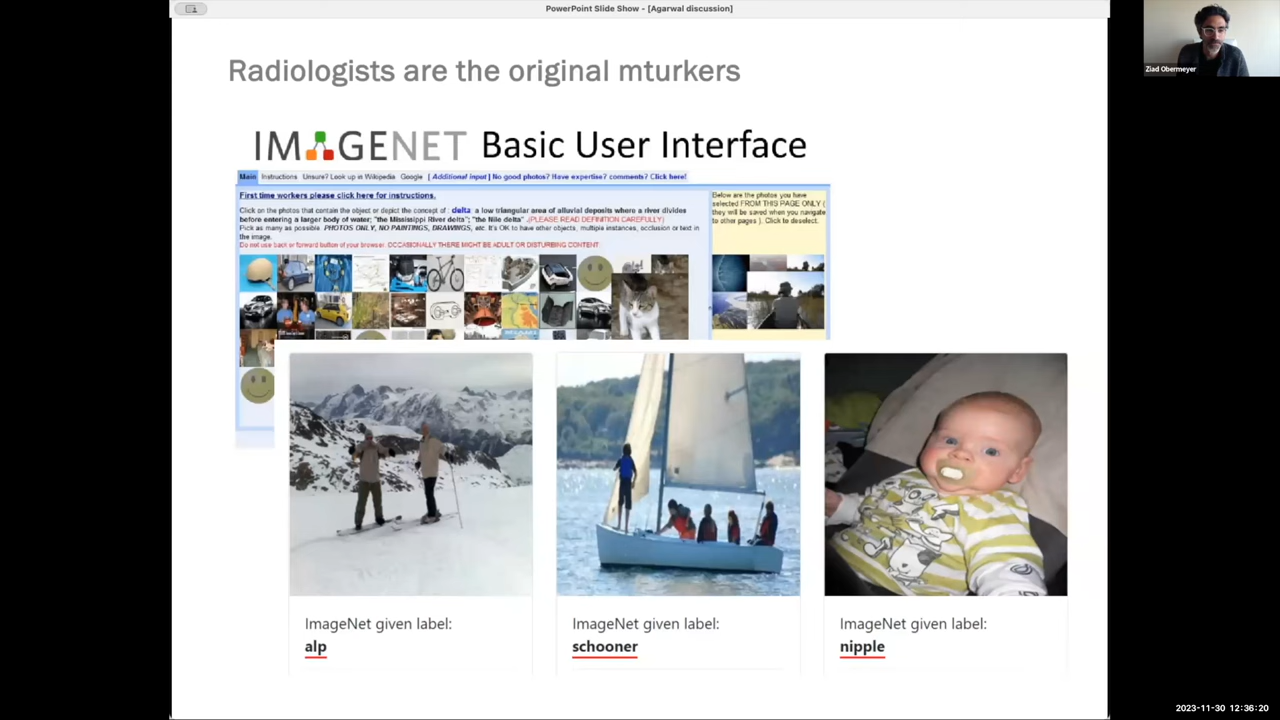 PowerPoint Slide Show - [Agarwal discussion]
Ziad Obermeyer
Radiologists are the original mturkers
IMAGENET Basic User Interface
Main Instructions Unsure? Look up in Wikipedia Google [ Additional input ] No good photos? Have expertise? comments? Click here!
First time workers please click here for instructions.
Click on the photos that contain the object or depict the concept of : delta: a low triangular area of alluvial deposits where a river divides
before entering a larger body of water; "the Mississippi River delta"; "the Nile delta" .(PLEASE READ DEFINITION CAREFULLY)
Pick as many as possible. PHOTOS ONLY, NO PAINTINGS, DRAWINGS, etc. It's OK to have other objects, multiple instances, occlusion or text in
the image.
Do not use back or forward button of your browser. OCCASIONALLY THERE MIGHT BE ADULT OR DISTURBING CONTENT.
Below are the photos you have
selected FROM THIS PAGE ONLY (
they will be saved when you navigate
to other pages ). Click to deselect.
ImageNet given label:
alp
ImageNet given label:
schooner
ImageNet given label:
nipple
2023-11-30 12:36:20